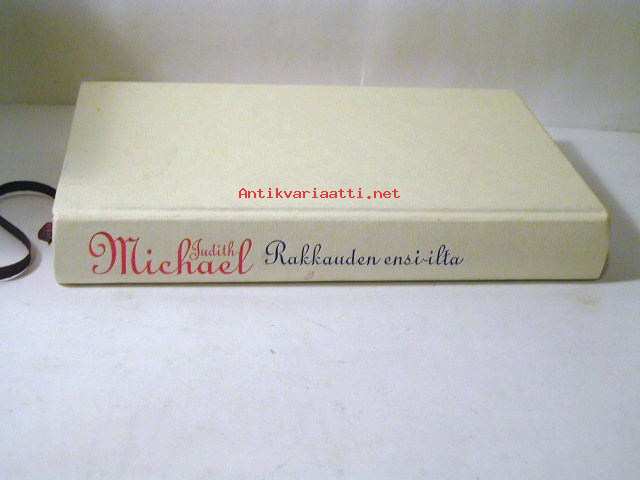 Antikvariaatti.net
Judith
Michael Rakkauden ensi-ilta